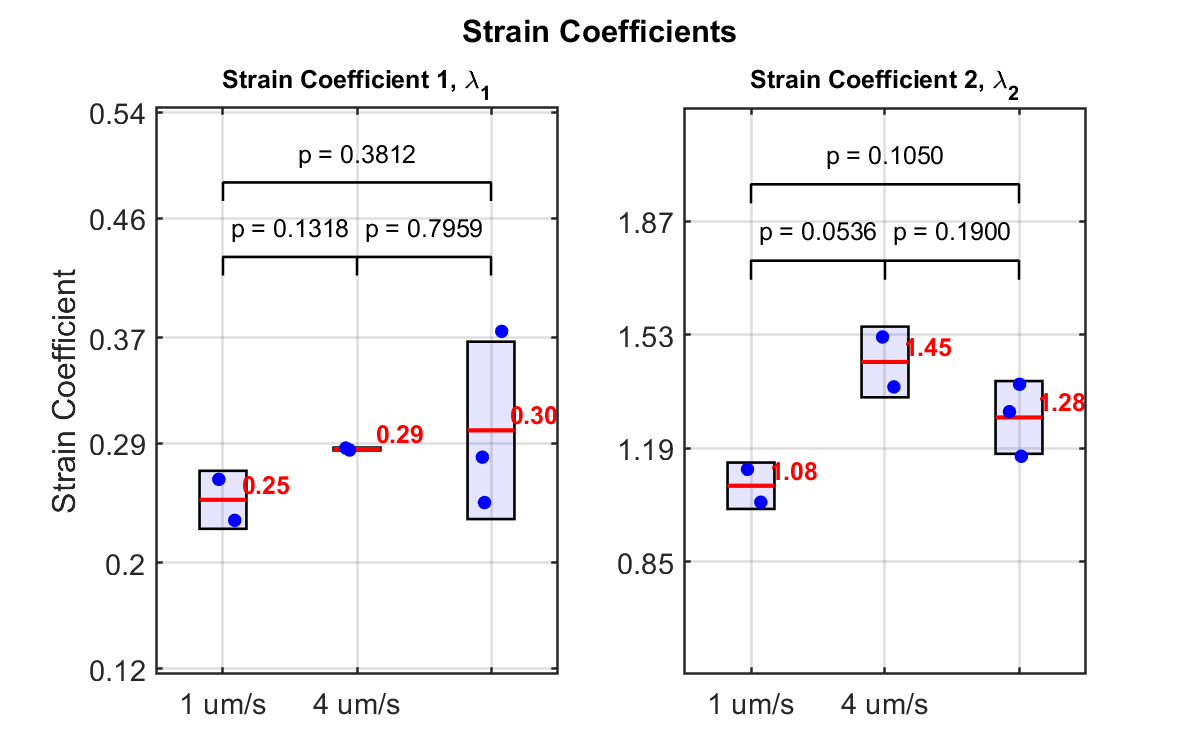 Strain Coefficients
Strain Coefficient 1, λ1
Strain Coefficient
0.54
0.46
0.37
0.29
0.2
0.12
p = 0.3812
p = 0.1318 p = 0.7959
0.25
0.29
0.30
1 um/s 4 um/s
Strain Coefficient 2, λ2
1.87
1.53
1.19
0.85
p = 0.1050
p = 0.0536 p = 0.1900
1.08
1.45
1.28
1 um/s 4 um/s